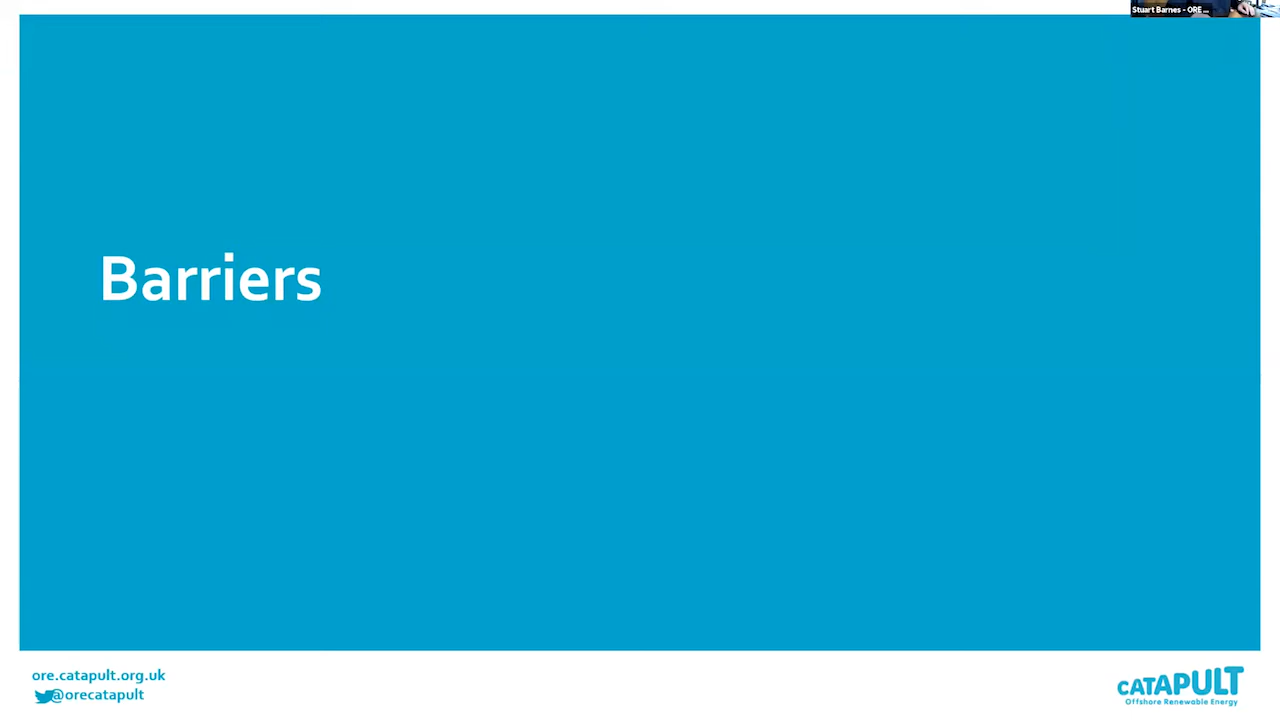 Stuart Barnes - ORE ...
Barriers
ore.catapult.org.uk
@orecatapult
CATAPULT
Offshore Renewable Energy